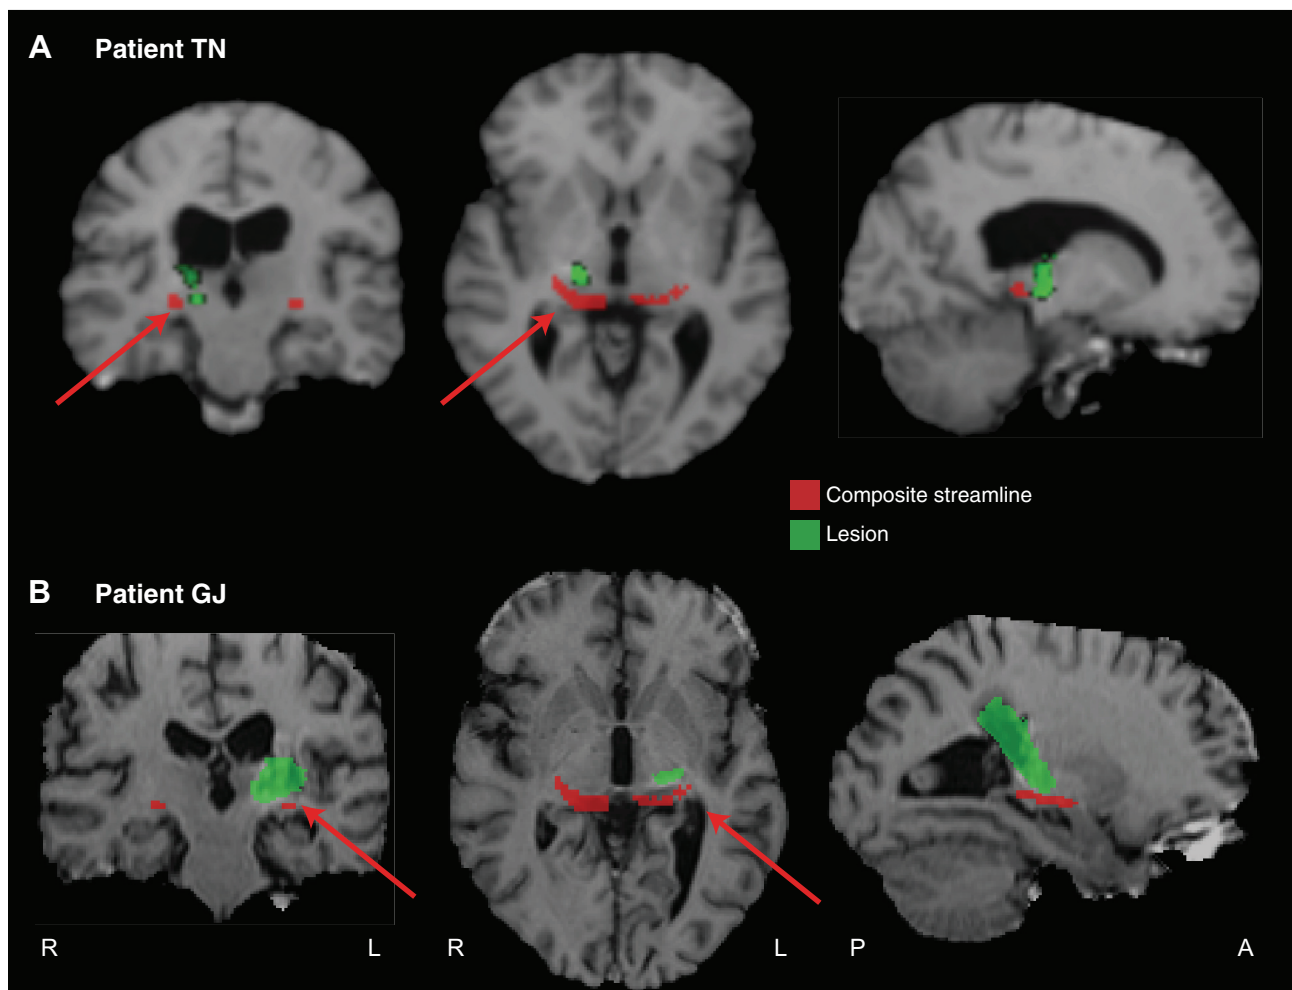 A Patient TN
Composite streamline
Lesion
B Patient GJ
R L R L P A